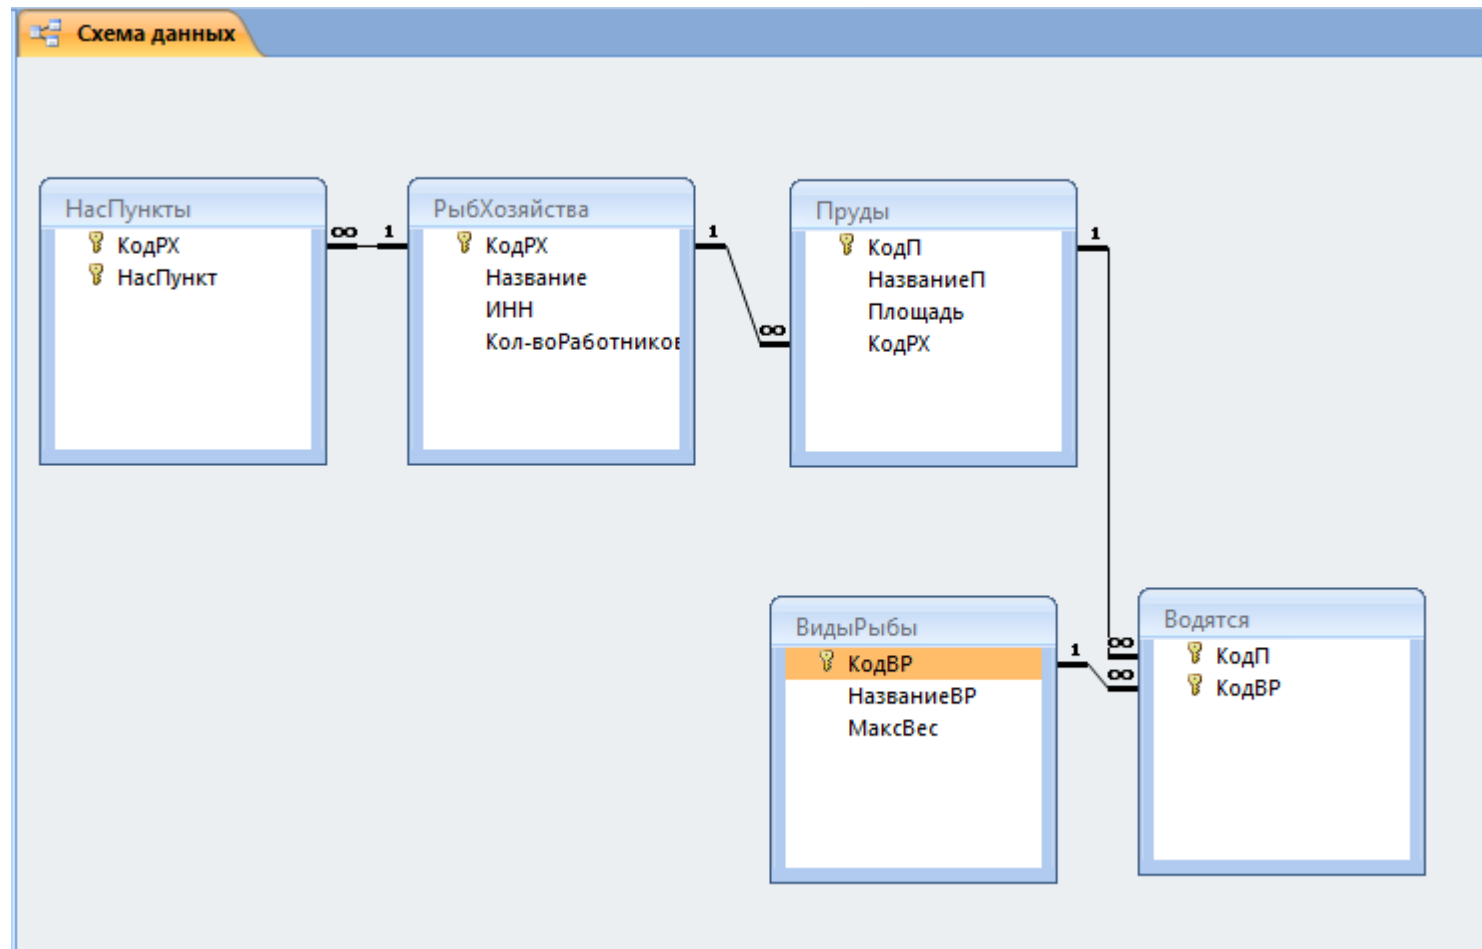 Схема данных
НасПункты
КодРХ
НасПункт
∞ 1
РыбХозяйства
КодРХ
Название
ИНН
Кол-воРаботников
1
∞
Пруды
КодП
НазваниеП
Площадь
КодРХ
1
ВидыРыбы
КодВР
НазваниеВР
МаксВес
1
∞
∞
Водятся
КодП
КодВР